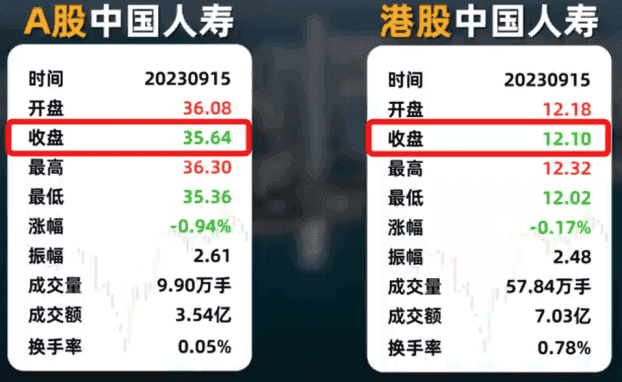 A股中国人寿
时间 20230915
开盘 36.08
收盘 35.64
最高 36.30
最低 35.36
涨幅 -0.94%
振幅 2.61
成交量 9.90万手
成交额 3.54亿
换手率 0.05%
港股中国人寿
时间 20230915
开盘 12.18
收盘 12.10
最高 12.32
最低 12.02
涨幅 -0.17%
振幅 2.48
成交量 57.84万手
成交额 7.03亿
换手率 0.78%